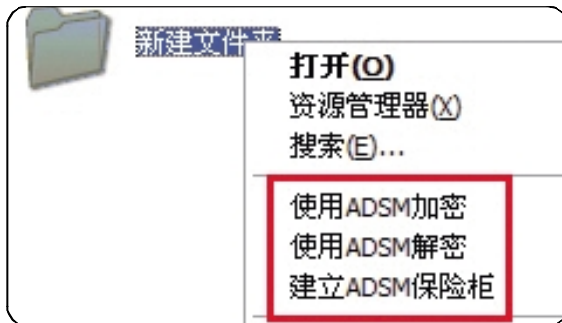 新建文件夹
打开(O)
资源管理器(X)
搜索(E)...
使用ADSM加密
使用ADSM解密
建立ADSM保险柜